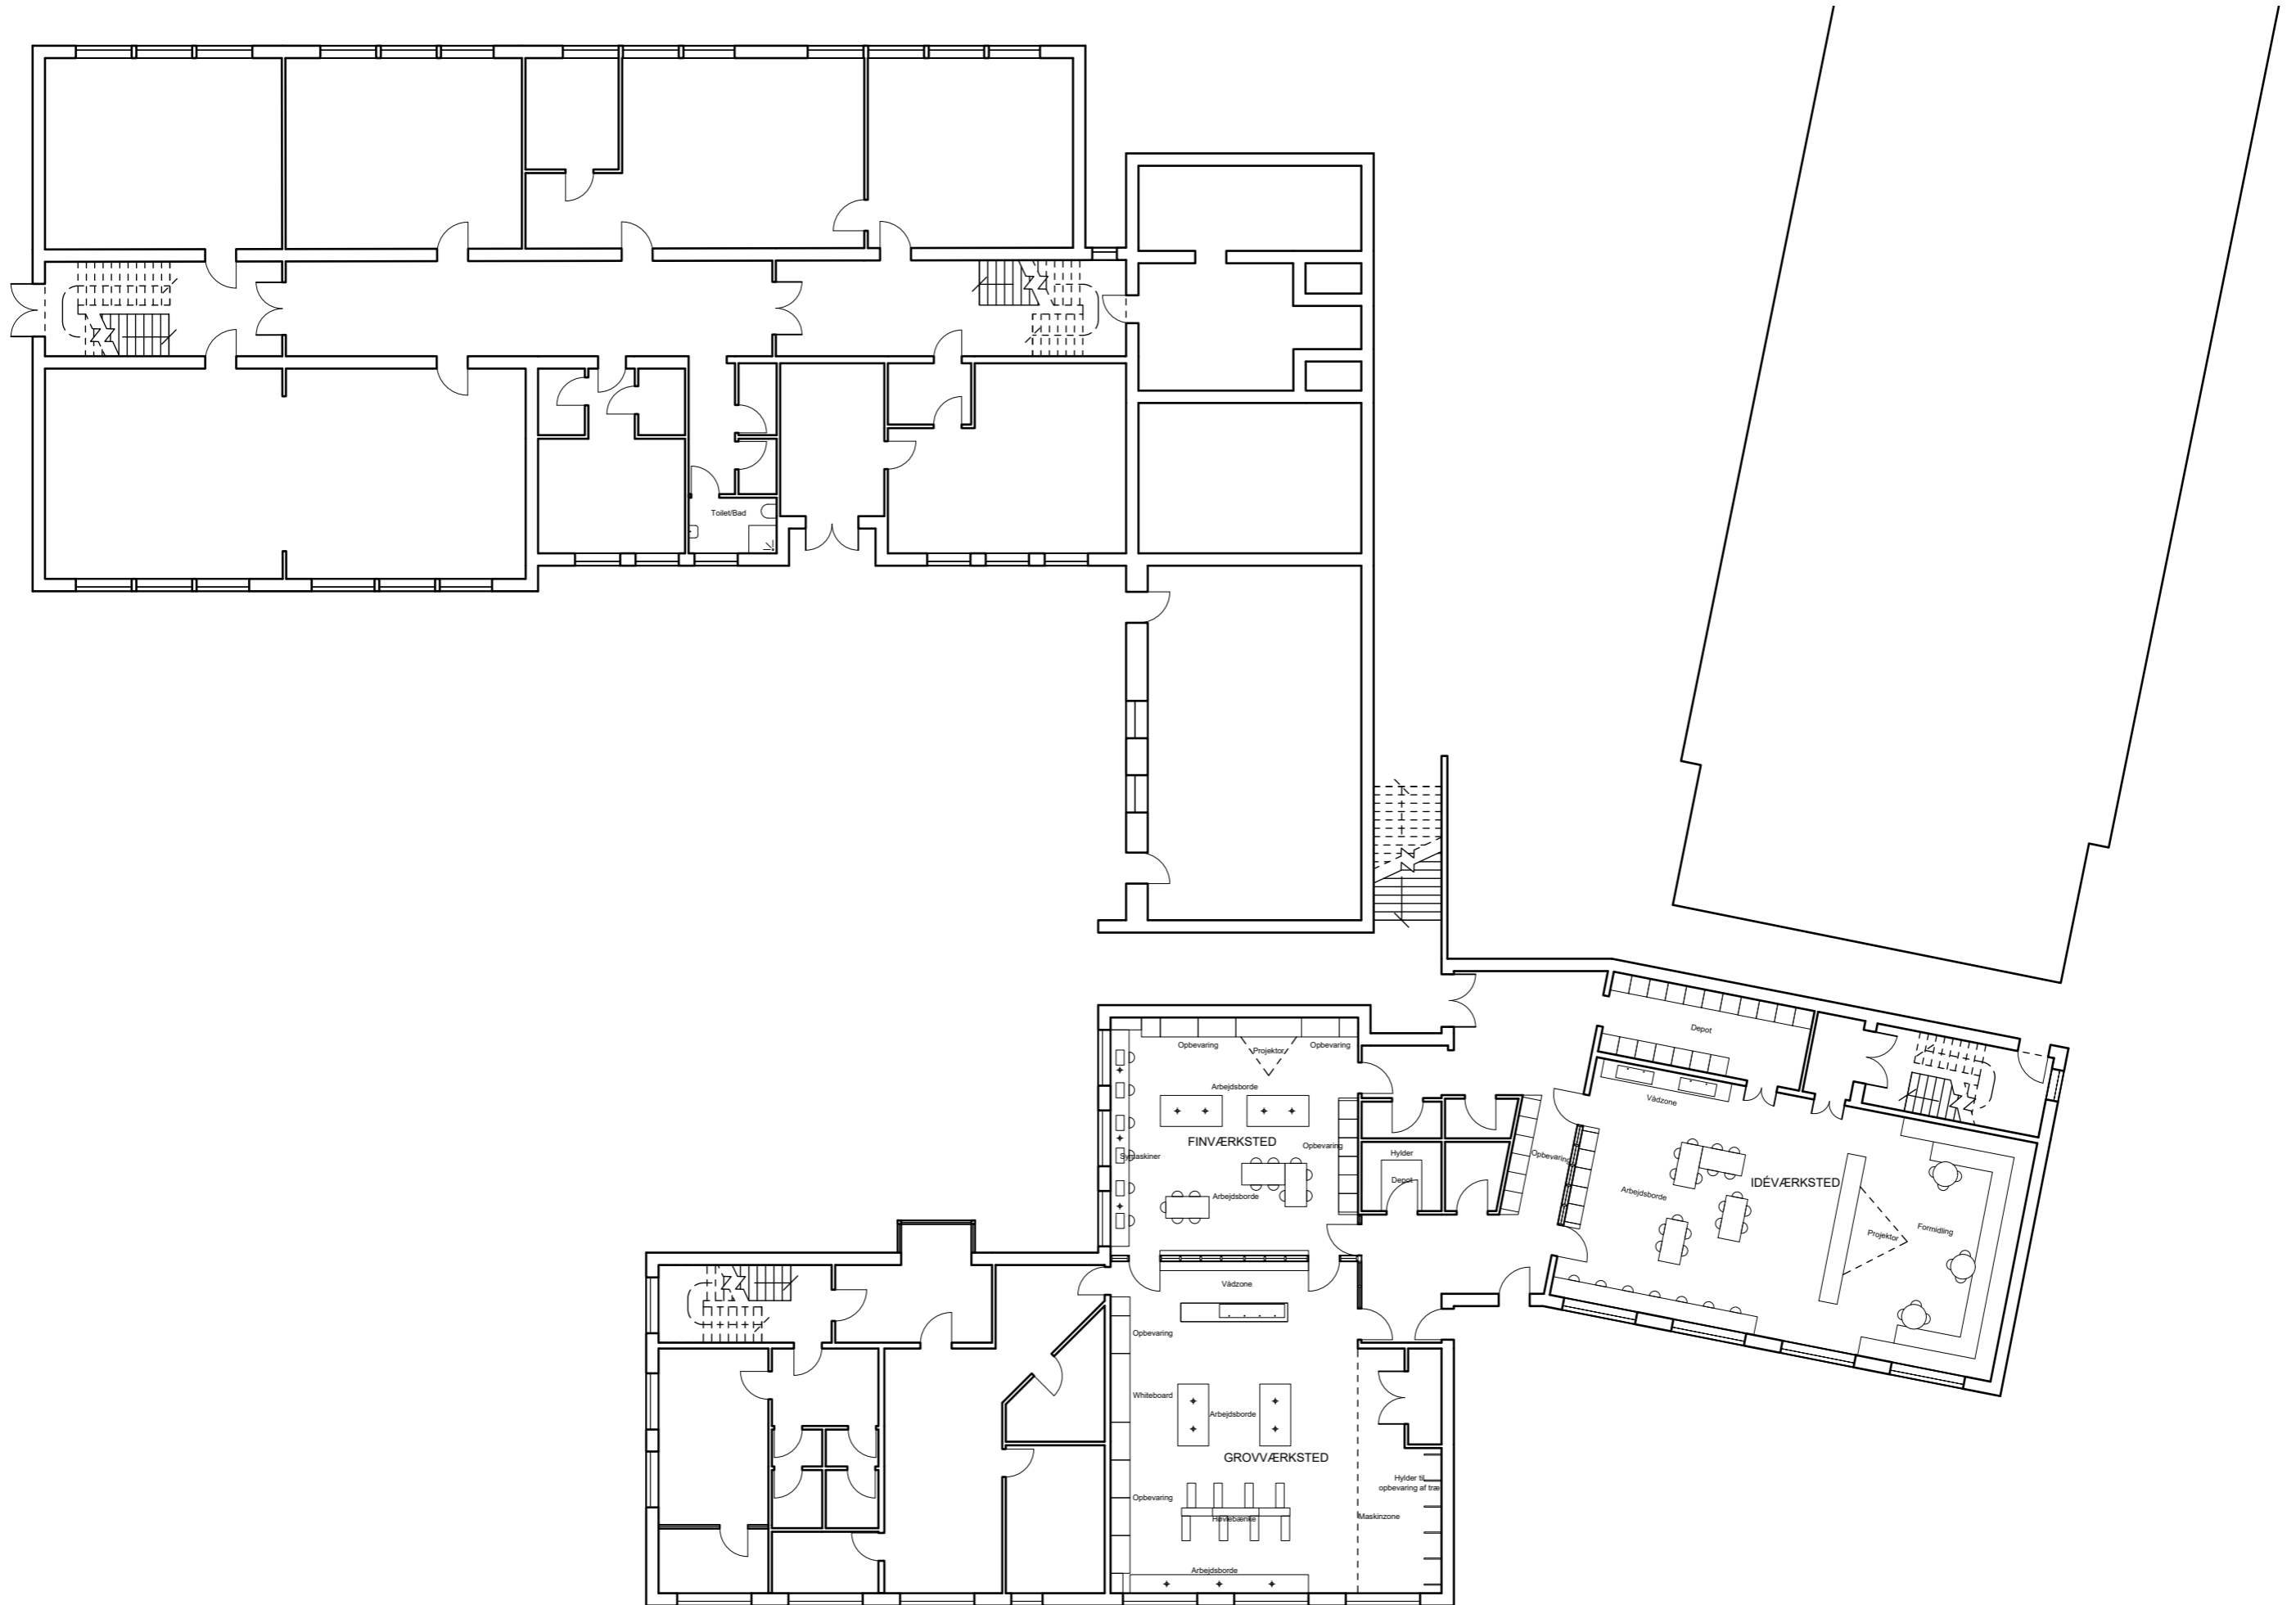 Toilet/Bad
Depot
Opbevaring
Projektor
Opbevaring
Arbejdsborde
Vådzone
FINVÆRKSTED
Opbevaring
Symaskiner
Hylder
Depot
Opbevaring
Arbejdsborde
Arbejdsborde
IDÉVÆRKSTED
Formidling
Projektor
Vådzone
Opbevaring
Whiteboard
Arbejdsborde
GROVVÆRKSTED
Hylder til
opbevaring af træ
Opbevaring
Høvlebænke
Maskinzone
Arbejdsborde